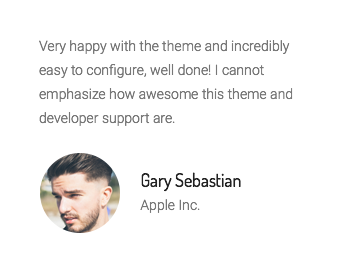 Very happy with the theme and incredibly
easy to configure, well done! I cannot
emphasize how awesome this theme and
developer support are.
Gary Sebastian
Apple Inc.